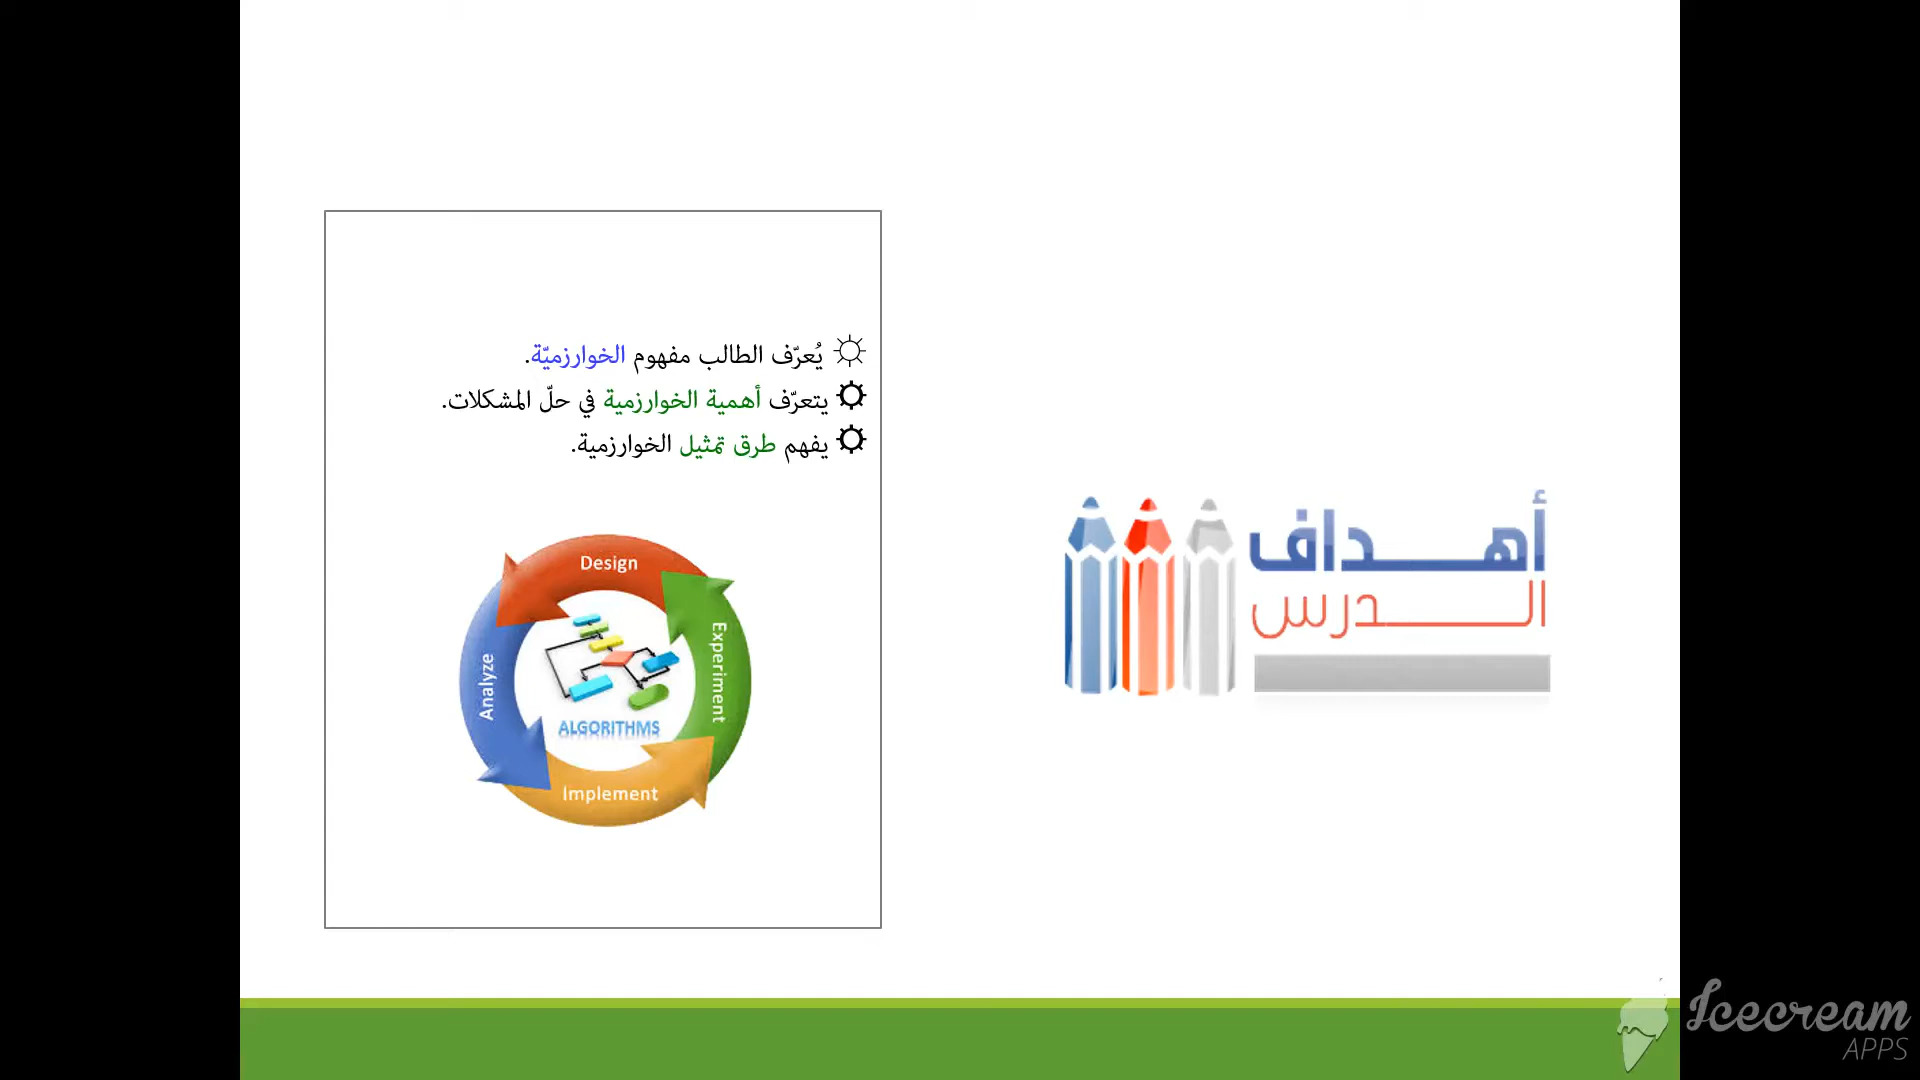 أهداف
الدرس
يُعرّف الطالب مفهوم الخوارزميّة.
يتعرّف أهمية الخوارزمية في حلّ المشكلات.
يفهم طرق تمثيل الخوارزمية.
Design
Experiment
Analyze
ALGORITHMS
Implement
Icecream
APPS